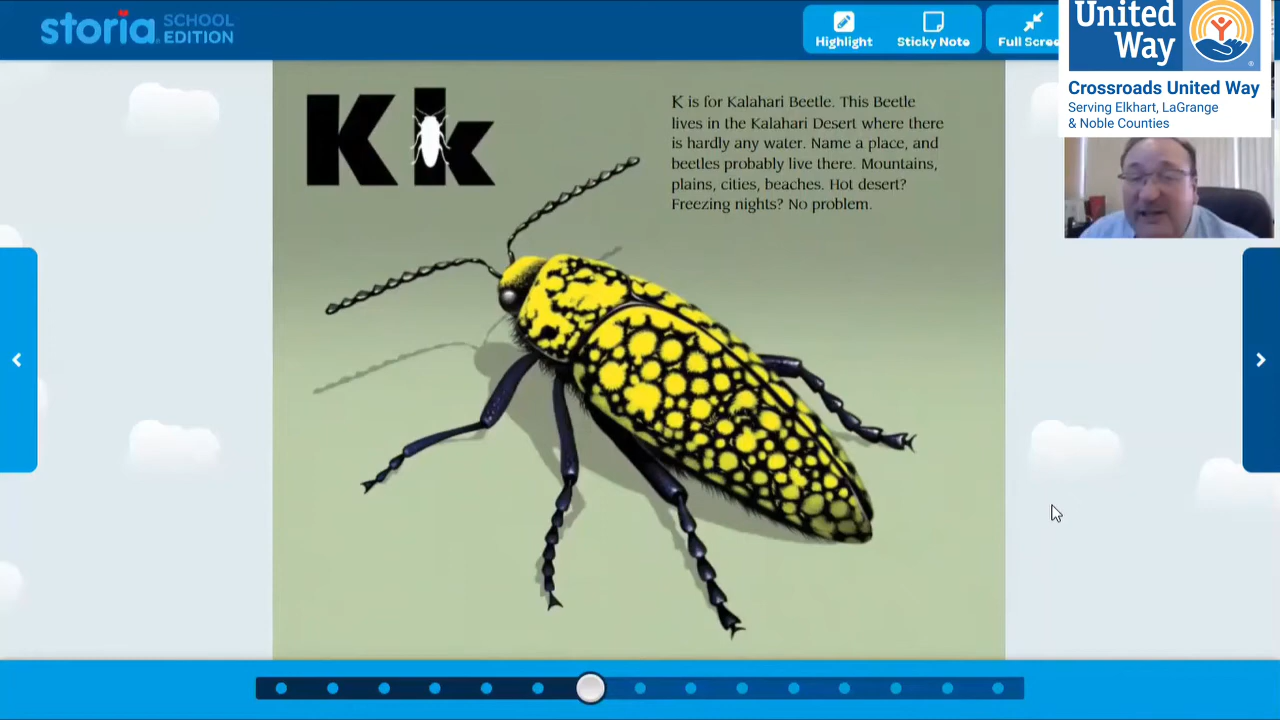 storia SCHOOL EDITION
Highlight
Sticky Note
Full Scree
United Way
Crossroads United Way
Serving Elkhart, LaGrange
& Noble Counties
K k
K is for Kalahari Beetle. This Beetle
lives in the Kalahari Desert where there
is hardly any water. Name a place, and
beetles probably live there. Mountains,
plains, cities, beaches. Hot desert?
Freezing nights? No problem.